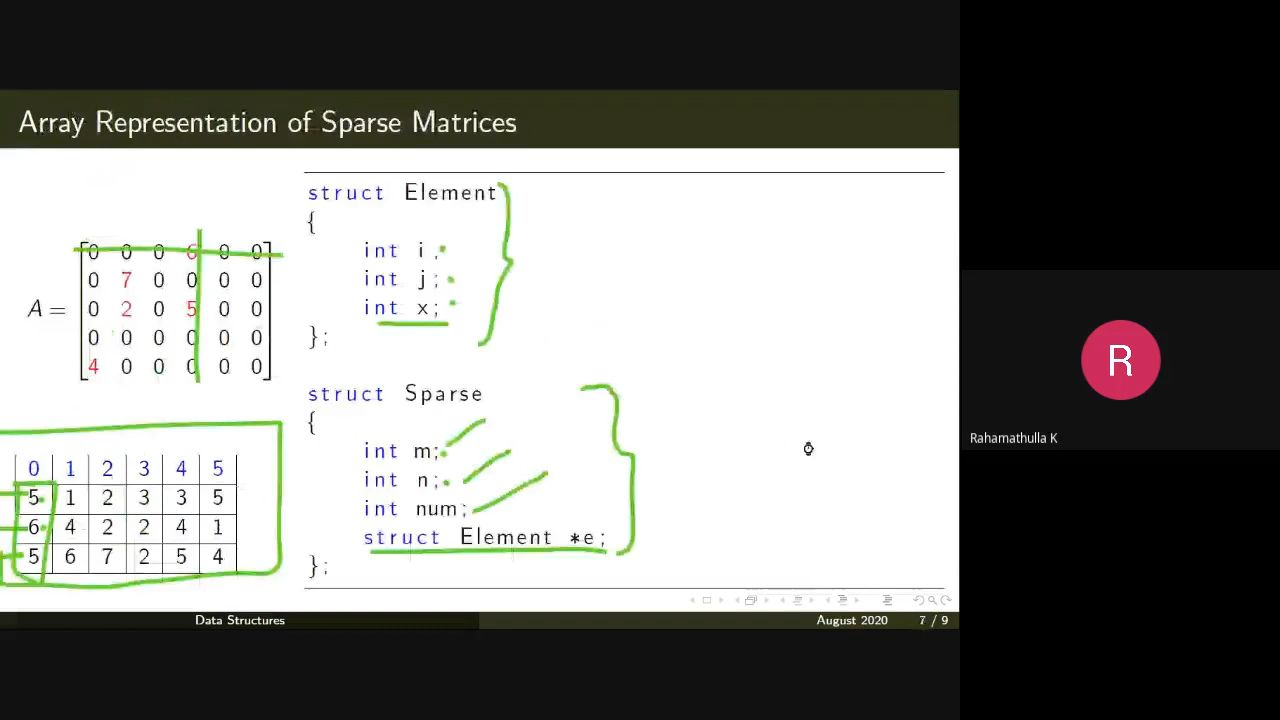 Array Representation of Sparse Matrices
struct Element
{
int i;
int j;
int x;
};
A =
0 0 0 6 0 0
0 7 0 0 0 0
0 2 0 5 0 0
0 0 0 0 0 0
4 0 0 0 0 0
struct Sparse
{
int m;
int n;
int num;
struct Element *e;
};
0 1 2 3 4 5
5 1 2 3 3 5
6 4 2 2 4 1
5 6 7 2 5 4
Data Structures
August 2020 7 / 9
R
Rahamathulla K